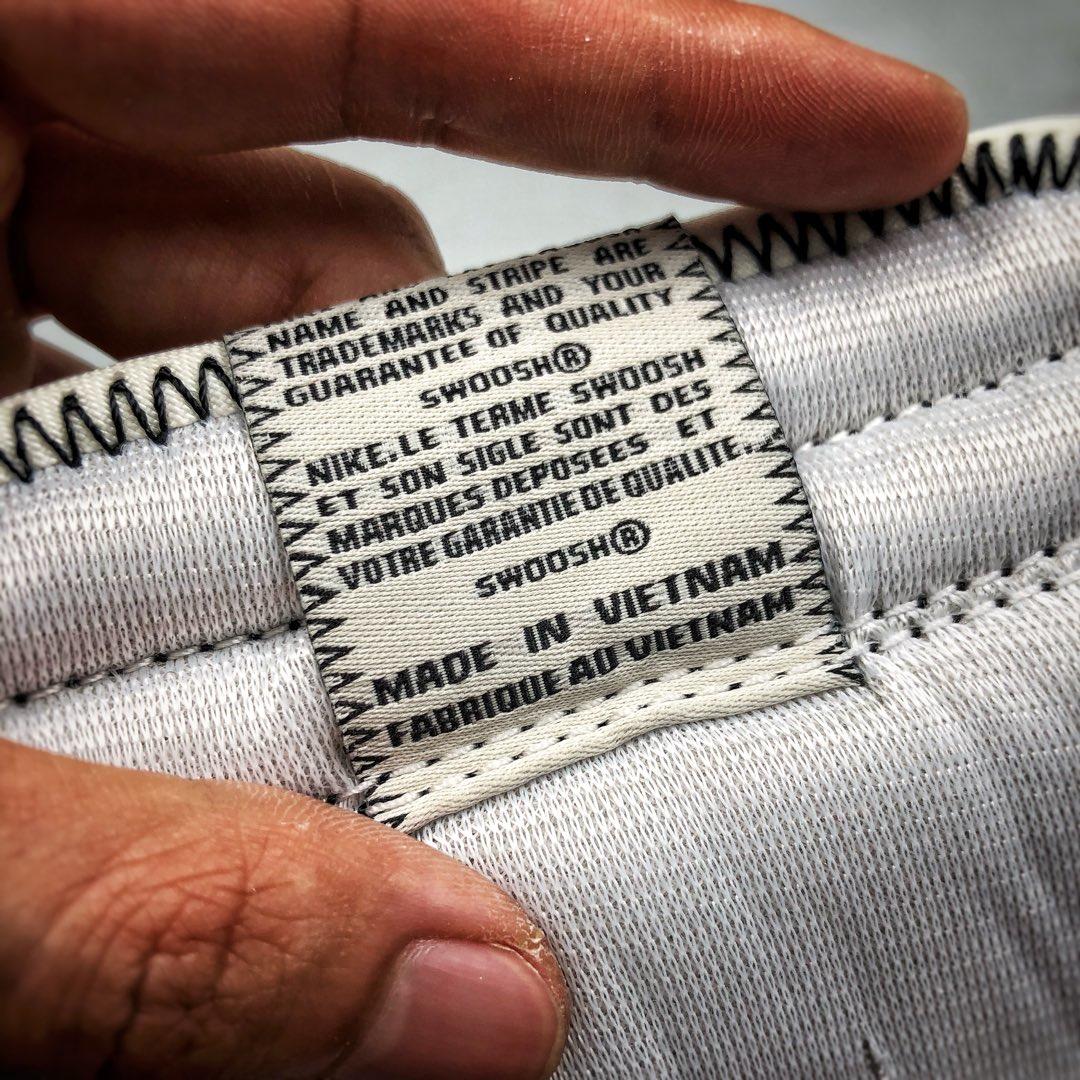 NAME AND STRIPE ARE
TRADEMARKS AND YOUR
GUARANTEE OF QUALITY
SWOOSH®
NIKE, LE TERME SWOOSH
ET SON SIGLE SONT DES
MARQUES DEPOSEES ET
VOTRE GARANTIE DE QUALITE.
SWOOSH®
MADE IN VIETNAM
FABRIQUE AU VIETNAM